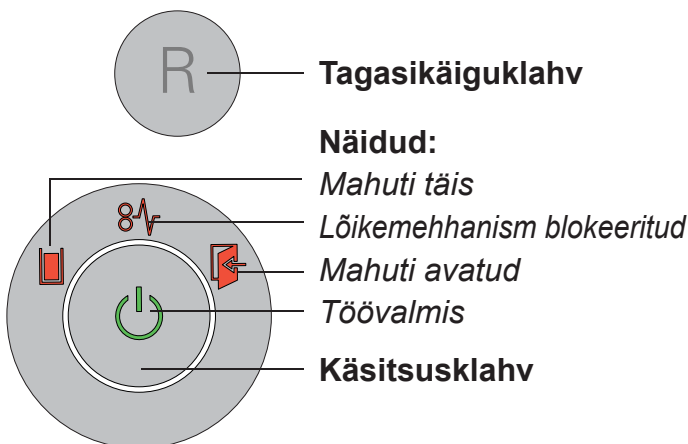 R
Tagasikäiguklahv
Näidud:
Mahuti täis
Lõikemehhanism blokeeritud
Mahuti avatud
Töövalmis
Käsitsusklahv